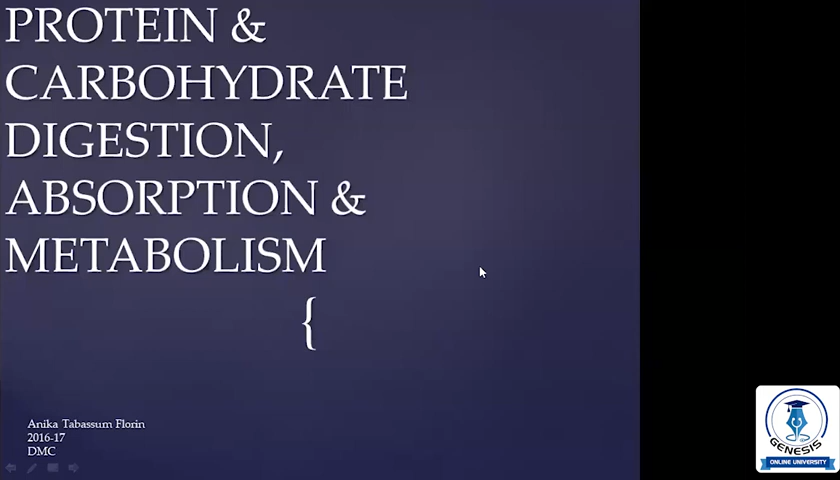 PROTEIN &
CARBOHYDRATE
DIGESTION,
ABSORPTION &
METABOLISM
{
Anika Tabassum Florin
2016-17
DMC
GENESIS
ONLINE UNIVERSITY